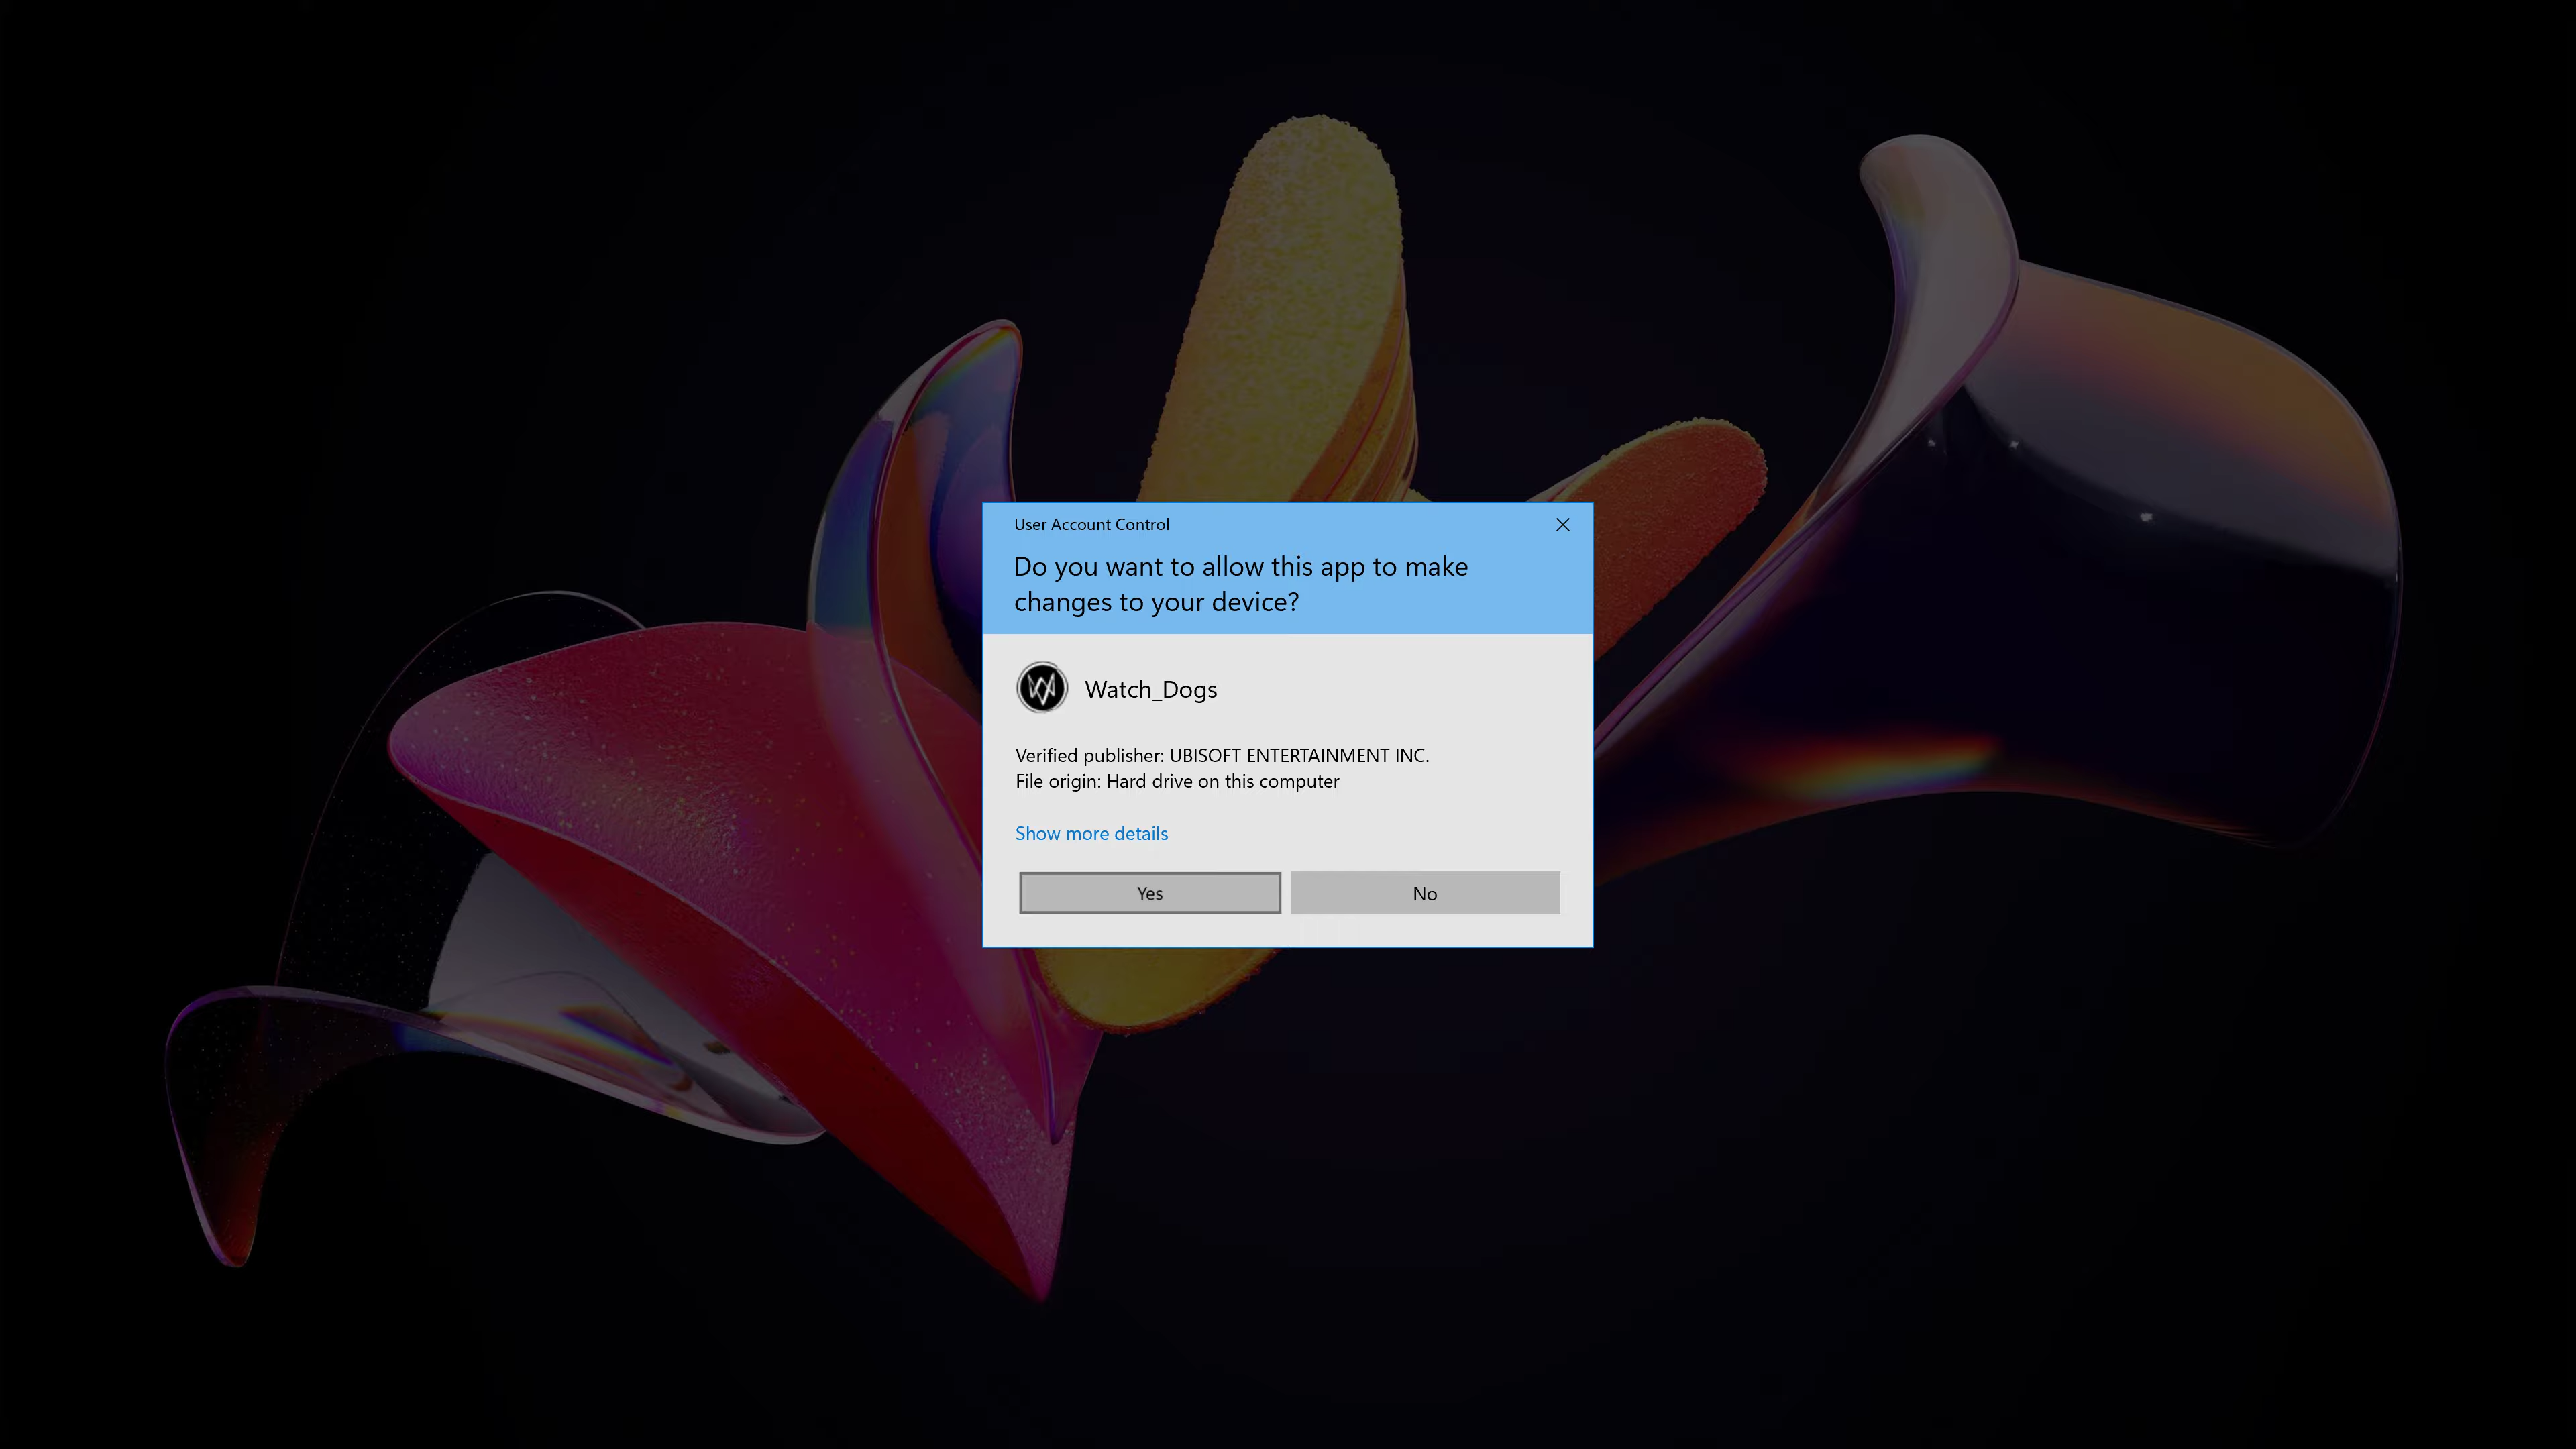 User Account Control
Do you want to allow this app to make
changes to your device?
Watch_Dogs
Verified publisher: UBISOFT ENTERTAINMENT INC.
File origin: Hard drive on this computer
Show more details
Yes
No